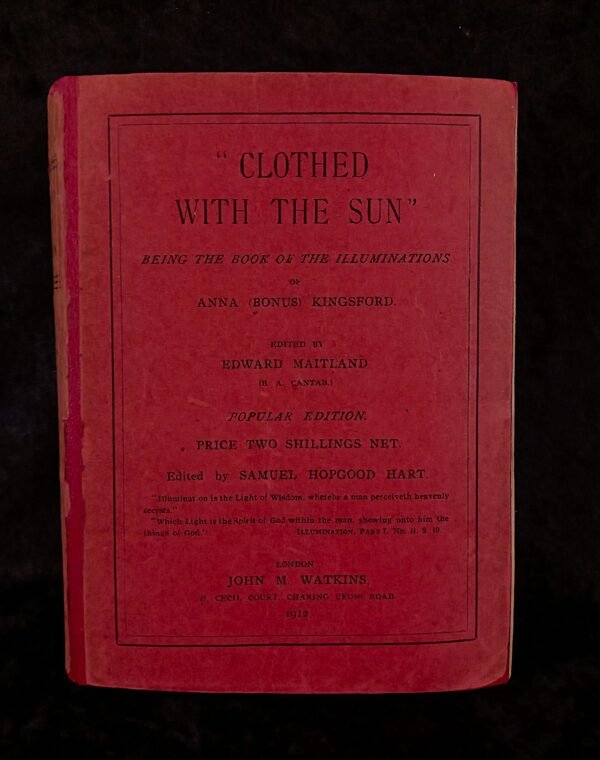 " CLOTHED
WITH THE SUN"
BEING THE BOOK OF THE ILLUMINATIONS
OF
ANNA (BONUS) KINGSFORD.
EDITED BY
EDWARD MAITLAND
(B. A. CANTAB.)
POPULAR EDITION.
PRICE TWO SHILLINGS NET.
Edited by SAMUEL HOPGOOD HART.
"Illumination is the Light of Wisdom, whereby a man perceiveth heavenly
secrets."
"Which Light is the Spirit of God within the man, showing unto him the
things of God." ILLUMINATION, PART I. No. II. 9, 10.
LONDON
JOHN M. WATKINS,
21, CECIL COURT, CHARING CROSS ROAD.
1912.